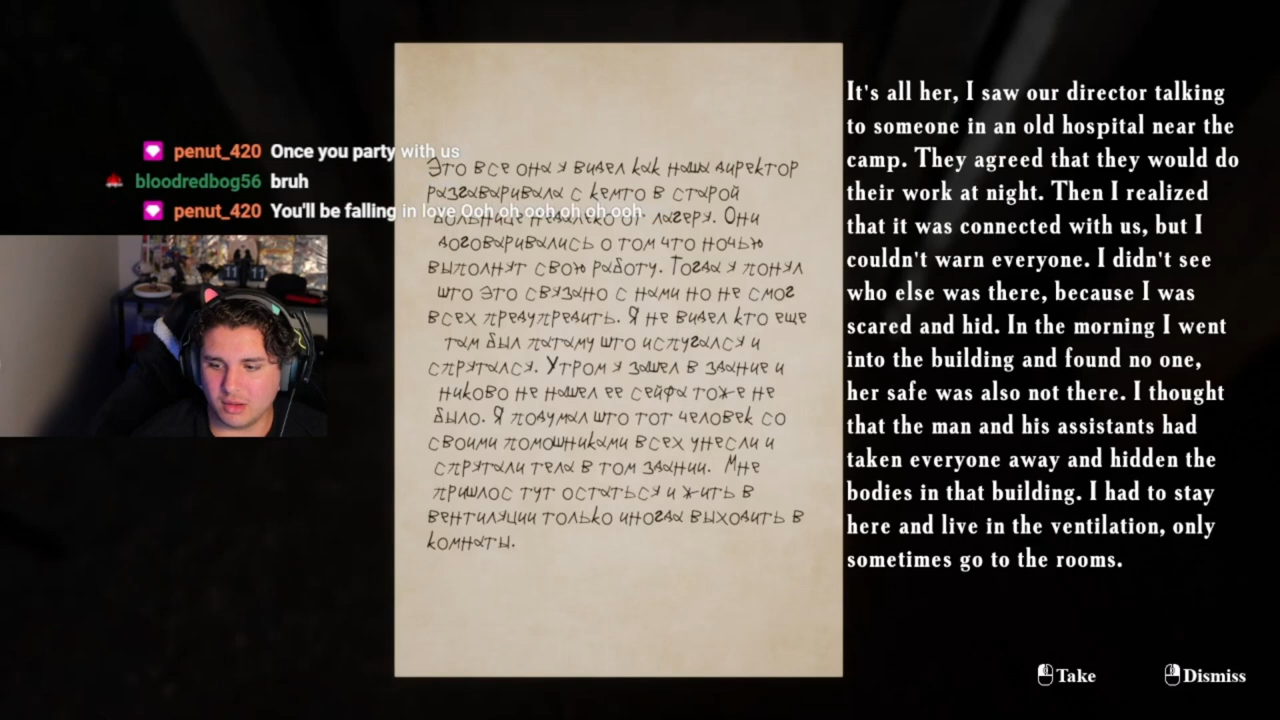 penut_420 Once you party with us
bloodredbog56 bruh
penut_420 You'll be falling in love Ooh oh ooh oh oh ooh
11 11
Это все она я видел как наша директор
разгаваривала с кемто в старой
больнице недалеко от лагеря. Они
договаривались о том что ночью
выполнят свою работу. Тогда я понял
што это связано с нами но не смог
всех предупредить. Я не видел кто еще
там был патаму што испугался и
спрятался. Утром я зашел в здание и
никово не нашел ее сейфа тоже не
было. Я подумал што тот человек со
своими помошниками всех унесли и
спрятали тела в том здании. Мне
пришлос тут остаться и жить в
вентиляции только иногда выходить в
комнаты.
It's all her, I saw our director talking
to someone in an old hospital near the
camp. They agreed that they would do
their work at night. Then I realized
that it was connected with us, but I
couldn't warn everyone. I didn't see
who else was there, because I was
scared and hid. In the morning I went
into the building and found no one,
her safe was also not there. I thought
that the man and his assistants had
taken everyone away and hidden the
bodies in that building. I had to stay
here and live in the ventilation, only
sometimes go to the rooms.
Take
Dismiss